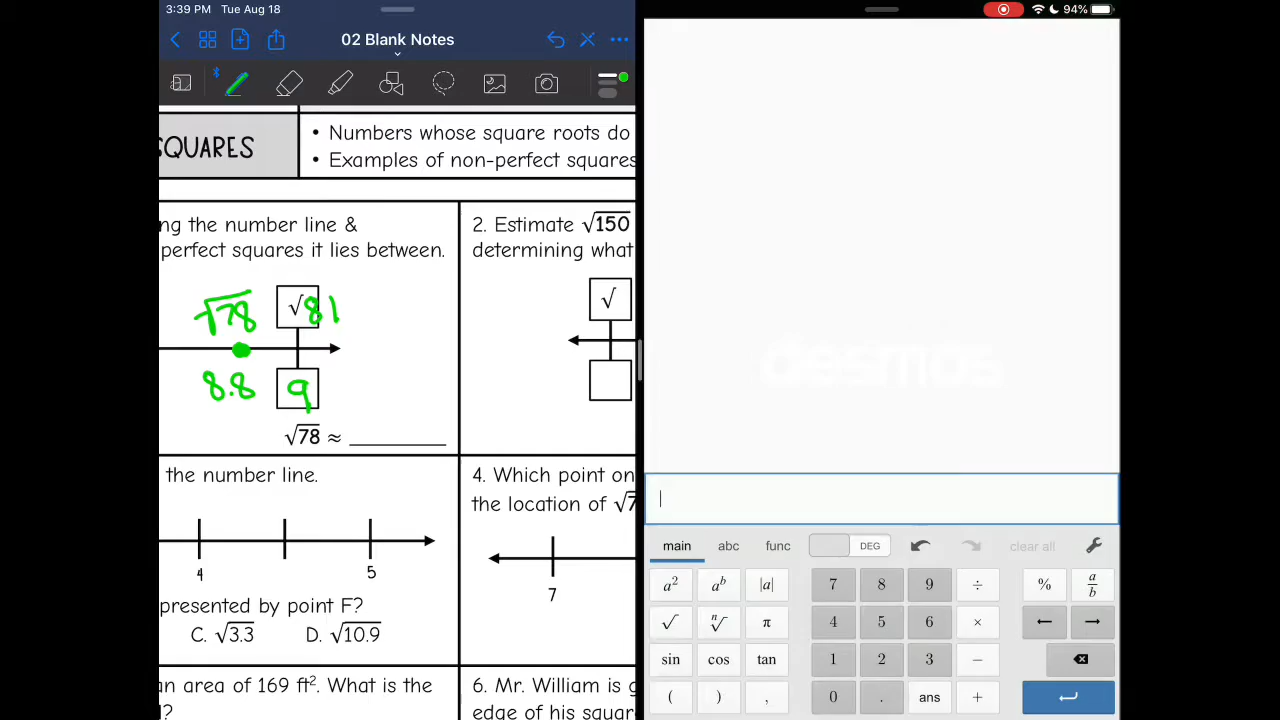 3:39 PM Tue Aug 18
94%
02 Blank Notes
SQUARES
• Numbers whose square roots do
• Examples of non-perfect squares
ng the number line &
perfect squares it lies between.
√78
√81
8.8
9
√78 ≈ ________
2. Estimate √150
determining what
√
the number line.
4
5
presented by point F?
C. √3.3 D. √10.9
4. Which point on
the location of √7
7
an area of 169 ft². What is the
d?
6. Mr. William is g
edge of his squar
desmos
main abc func DEG clear all
a² aᵇ |a| 7 8 9 ÷ % a/b
√ ⁿ√ π 4 5 6 × ← →
sin cos tan 1 2 3 −
( ) , 0 . ans +